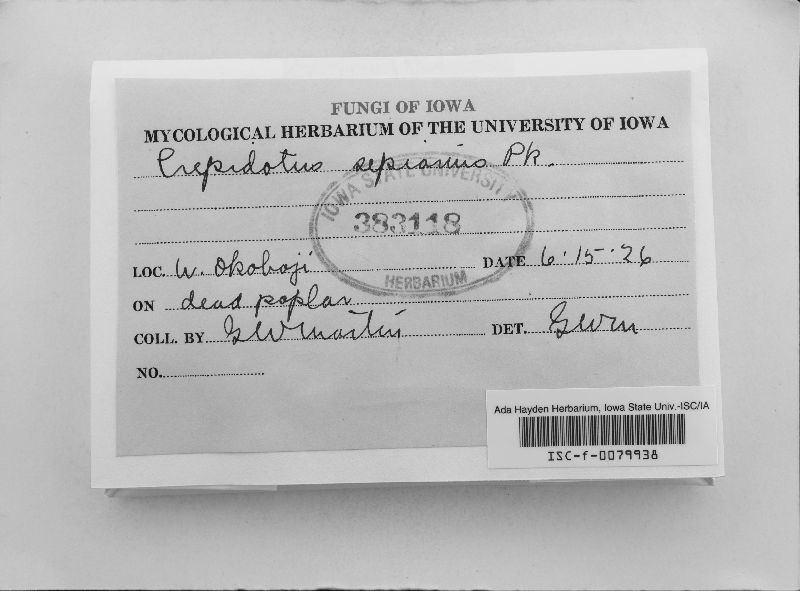 FUNGI OF IOWA
MYCOLOGICAL HERBARIUM OF THE UNIVERSITY OF IOWA
Crepidotus sepiarius Pk.
IOWA STATE UNIVERSITY
383118
HERBARIUM
LOC. W. Okoboji DATE 6·15·26
ON dead poplar
COLL. BY GW Martin DET. GWM
NO.
Ada Hayden Herbarium, Iowa State Univ.-ISC/IA
ISC-f-0079938